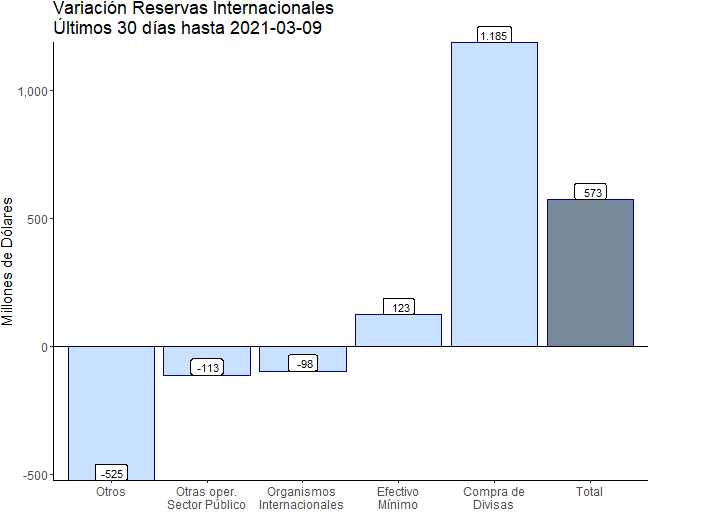 Variación Reservas Internacionales
Últimos 30 días hasta 2021-03-09
Millones de Dólares
1,000
500
0
-500
-525
-113
-98
123
1.185
573
Otros
Otras oper.
Sector Público
Organismos
Internacionales
Efectivo
Mínimo
Compra de
Divisas
Total